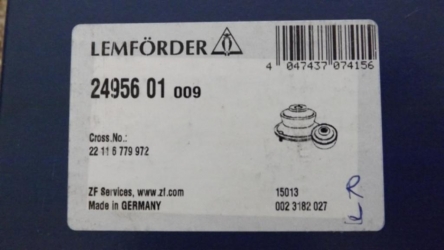 LEMFÖRDER
4 047437 074156
24956 01 009
Cross.No.:
22 11 6 779 972
ZF Services, www.zf.com
Made in GERMANY
15013
002 3182 027
R